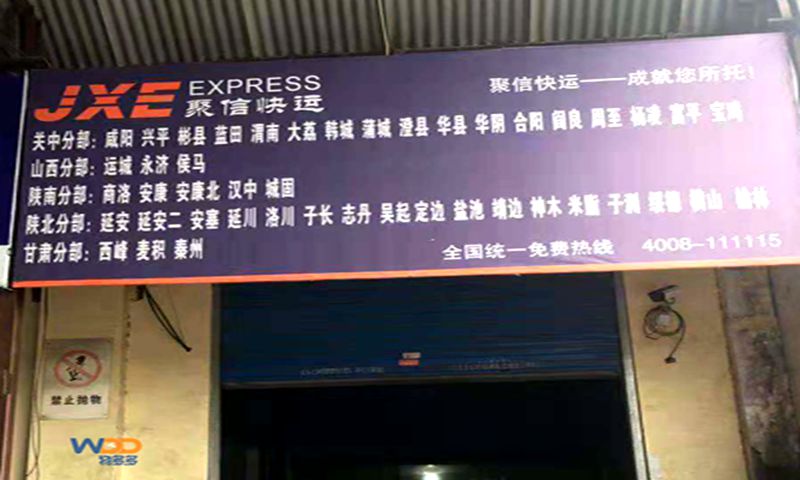 JXE EXPRESS
聚信快运
聚信快运——成就您所托!
关中分部: 咸阳 兴平 彬县 蓝田 渭南 大荔 韩城 蒲城 澄县 华县 华阴 合阳 阎良 周至 杨凌 富平 宝鸡
山西分部: 运城 永济 侯马
陕南分部: 商洛 安康 安康北 汉中 城固
陕北分部: 延安 延安二 安塞 延川 洛川 子长 志丹 吴起 定边 盐池 靖边 神木 米脂 子洲 绥德 横山 榆林
甘肃分部: 西峰 麦积 秦州
全国统一免费热线 4008-111115
禁止抛物
WDD
物多多